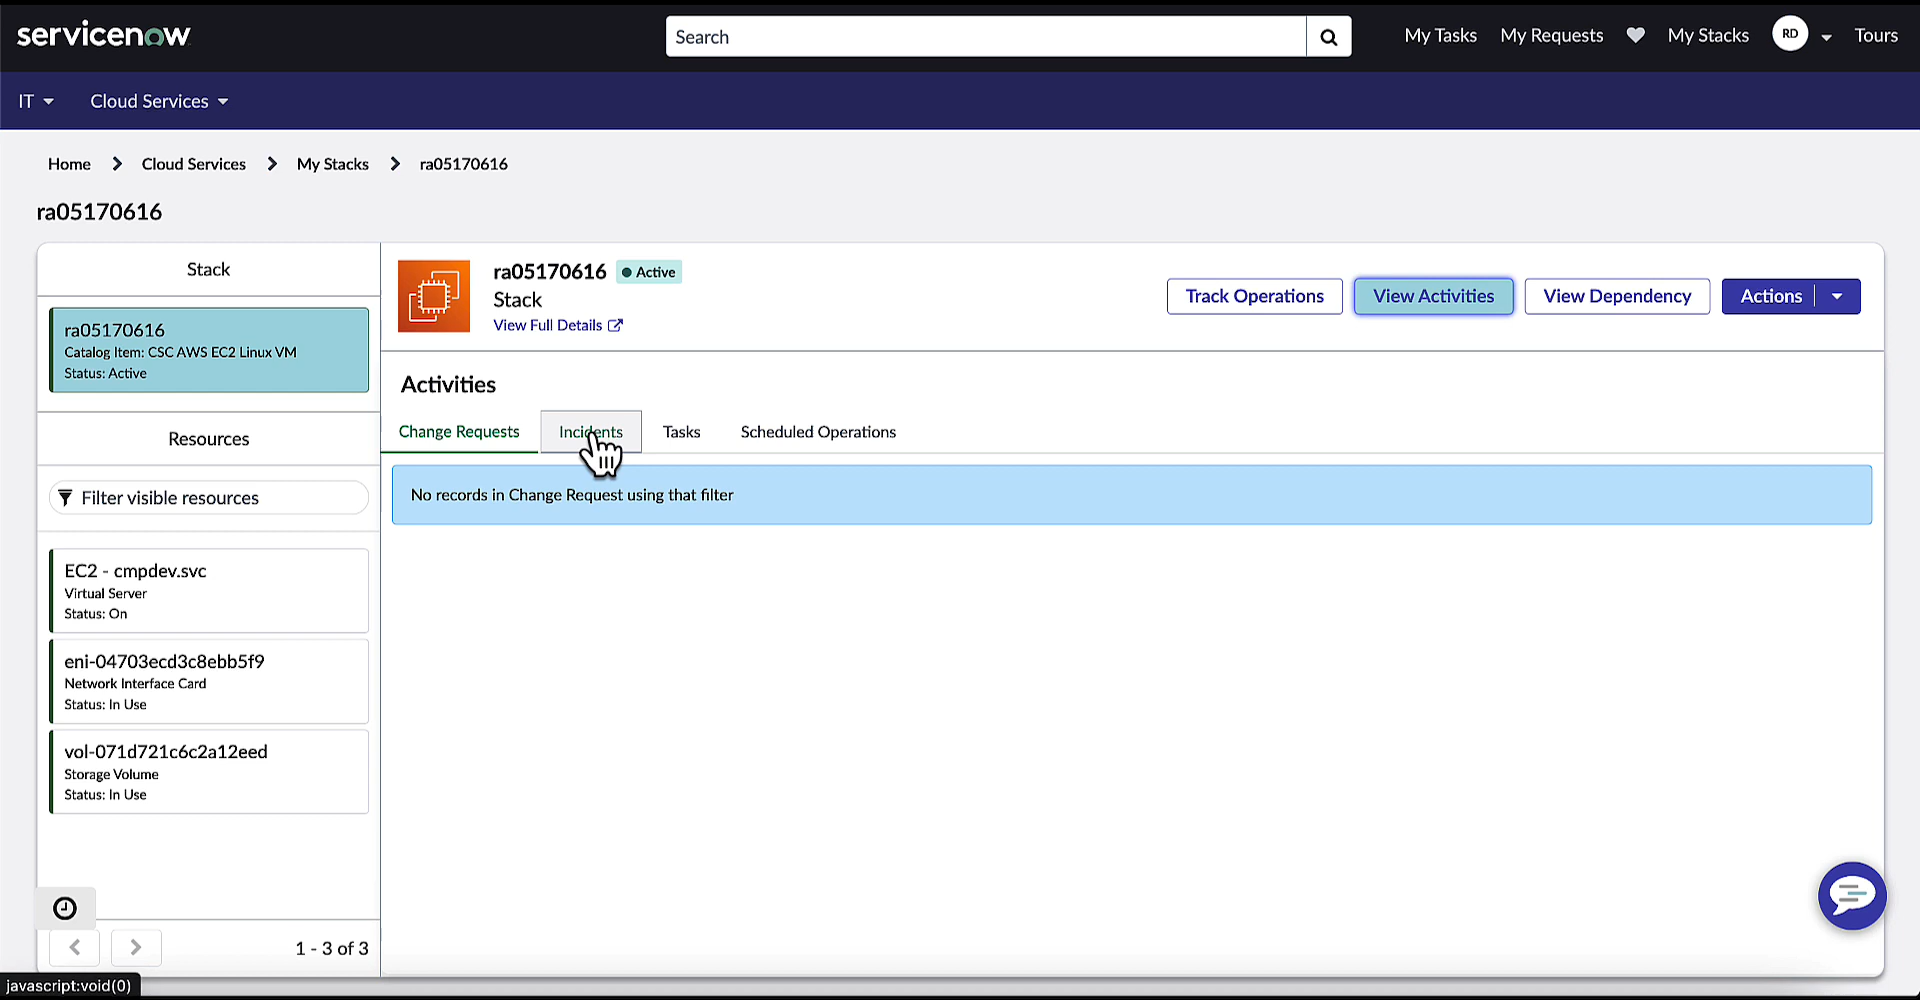 servicenow
Search
My Tasks
My Requests
My Stacks
RD
Tours
IT
Cloud Services
Home
Cloud Services
My Stacks
ra05170616
ra05170616
Stack
ra05170616
Catalog Item: CSC AWS EC2 Linux VM
Status: Active
Resources
Filter visible resources
EC2 - cmpdev.svc
Virtual Server
Status: On
eni-04703ecd3c8ebb5f9
Network Interface Card
Status: In Use
vol-071d721c6c2a12eed
Storage Volume
Status: In Use
1 - 3 of 3
ra05170616
Active
Stack
View Full Details
Track Operations
View Activities
View Dependency
Actions
Activities
Change Requests
Incidents
Tasks
Scheduled Operations
No records in Change Request using that filter
javascript:void(0)